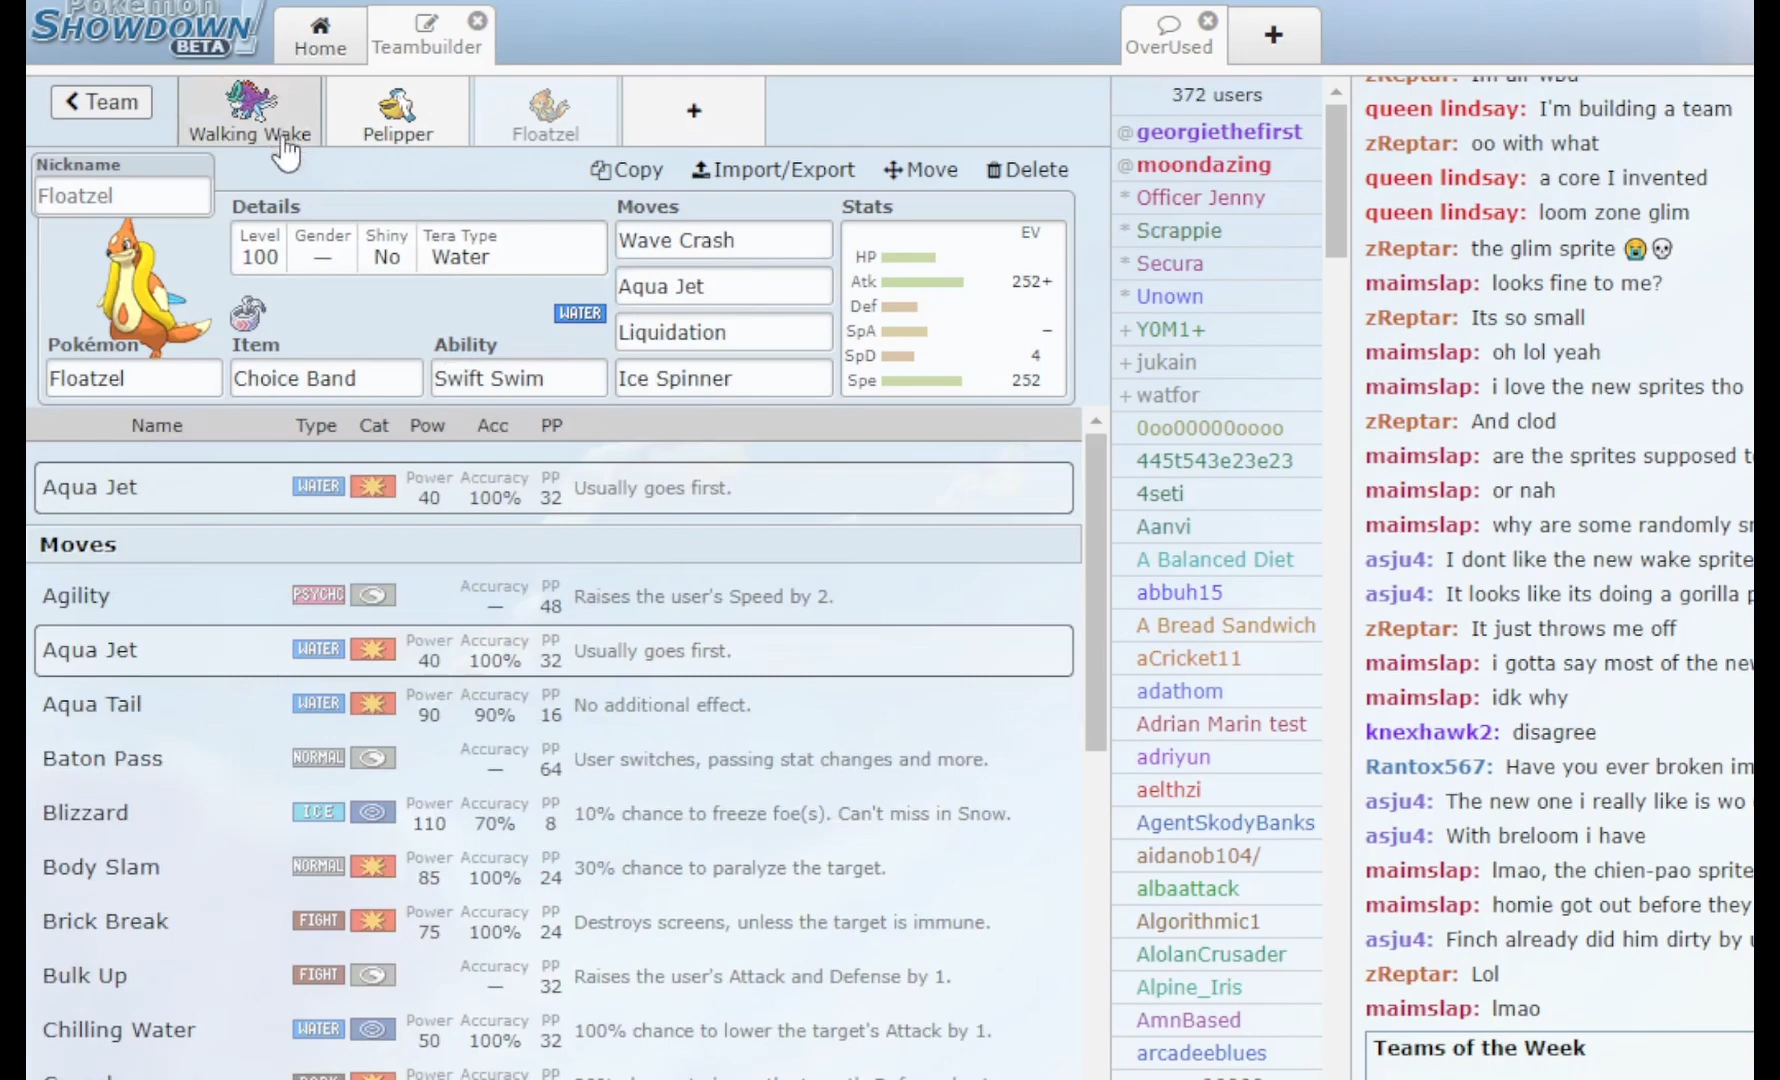 Pokémon
SHOWDOWN
BETA
Home
Teambuilder
OverUsed
+
Team
Walking Wake
Pelipper
Floatzel
+
Copy
Import/Export
Move
Delete
Nickname
Floatzel
Details
Level
100
Gender
—
Shiny
No
Tera Type
Water
WATER
Pokémon
Floatzel
Item
Choice Band
Ability
Swift Swim
Moves
Wave Crash
Aqua Jet
Liquidation
Ice Spinner
Stats
EV
HP
Atk 252+
Def
SpA –
SpD 4
Spe 252
Name Type Cat Pow Acc PP
Aqua Jet WATER Power 40 Accuracy 100% PP 32 Usually goes first.
Moves
Agility PSYCHC Accuracy — PP 48 Raises the user's Speed by 2.
Aqua Jet WATER Power 40 Accuracy 100% PP 32 Usually goes first.
Aqua Tail WATER Power 90 Accuracy 90% PP 16 No additional effect.
Baton Pass NORMAL Accuracy — PP 64 User switches, passing stat changes and more.
Blizzard ICE Power 110 Accuracy 70% PP 8 10% chance to freeze foe(s). Can't miss in Snow.
Body Slam NORMAL Power 85 Accuracy 100% PP 24 30% chance to paralyze the target.
Brick Break FIGHT Power 75 Accuracy 100% PP 24 Destroys screens, unless the target is immune.
Bulk Up FIGHT Accuracy — PP 32 Raises the user's Attack and Defense by 1.
Chilling Water WATER Power 50 Accuracy 100% PP 32 100% chance to lower the target's Attack by 1.
Power Accuracy PP
372 users
@georgiethefirst
@moondazing
* Officer Jenny
* Scrappie
* Secura
* Unown
+Y0M1+
+jukain
+watfor
0oo00000oooo
445t543e23e23
4seti
Aanvi
A Balanced Diet
abbuh15
A Bread Sandwich
aCricket11
adathom
Adrian Marin test
adriyun
aelthzi
AgentSkodyBanks
aidanob104/
albaattack
Algorithmic1
AlolanCrusader
Alpine_Iris
AmnBased
arcadeeblues
zReptar: Im an wbu
queen lindsay: I'm building a team
zReptar: oo with what
queen lindsay: a core I invented
queen lindsay: loom zone glim
zReptar: the glim sprite 😭💀
maimslap: looks fine to me?
zReptar: Its so small
maimslap: oh lol yeah
maimslap: i love the new sprites tho
zReptar: And clod
maimslap: are the sprites supposed t
maimslap: or nah
maimslap: why are some randomly s
asju4: I dont like the new wake sprite
asju4: It looks like its doing a gorilla p
zReptar: It just throws me off
maimslap: i gotta say most of the ne
maimslap: idk why
knexhawk2: disagree
Rantox567: Have you ever broken im
asju4: The new one i really like is wo
asju4: With breloom i have
maimslap: lmao, the chien-pao sprite
maimslap: homie got out before they
asju4: Finch already did him dirty by
zReptar: Lol
maimslap: lmao
Teams of the Week